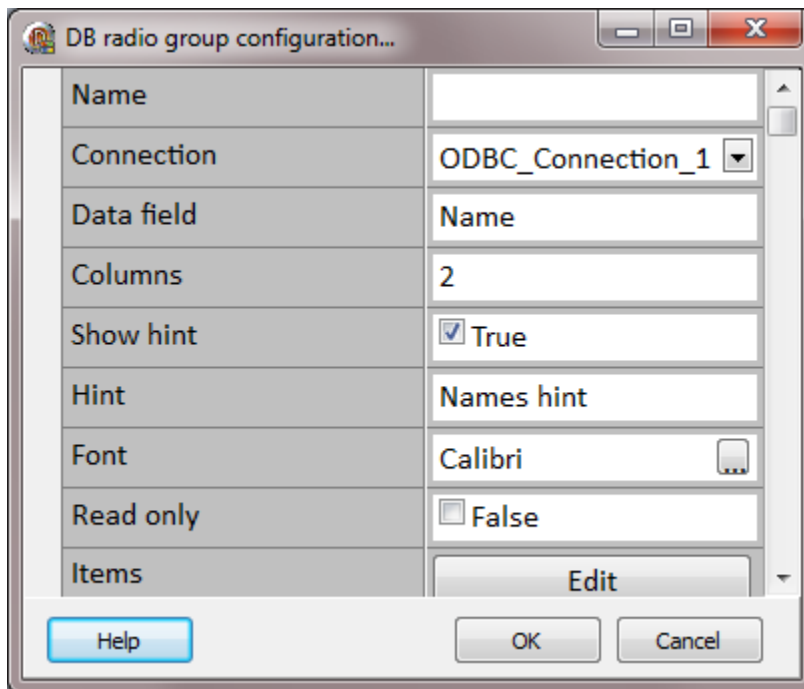 DB radio group configuration...
Name
Connection ODBC_Connection_1
Data field Name
Columns 2
Show hint True
Hint Names hint
Font Calibri ...
Read only False
Items Edit
Help OK Cancel